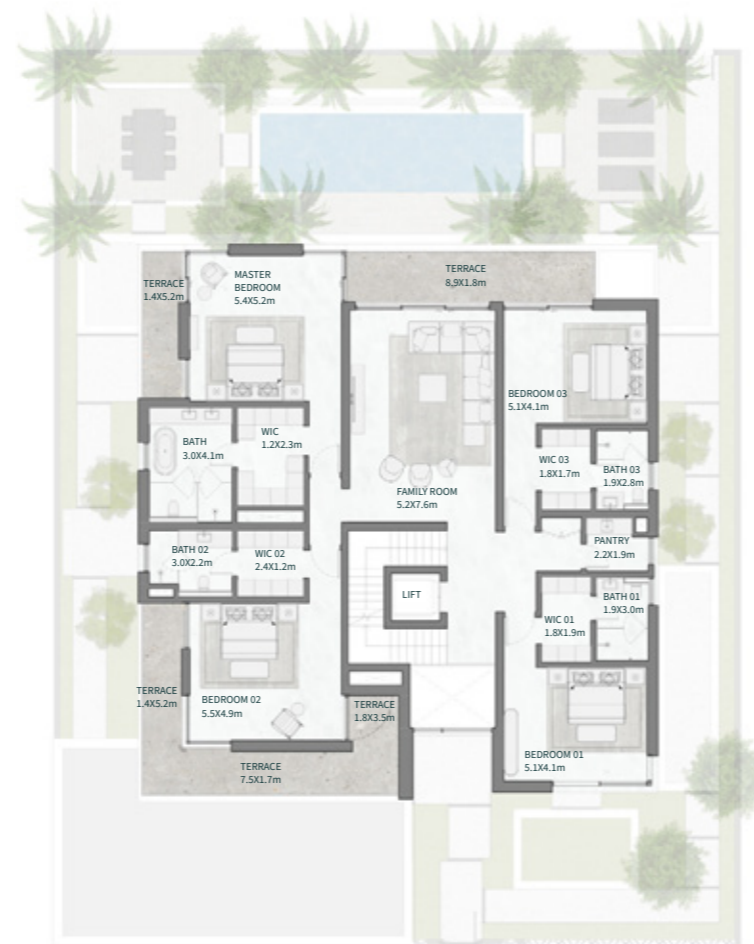 TERRACE
1.4X5.2m
MASTER
BEDROOM
5.4X5.2m
TERRACE
8.9X1.8m
BEDROOM 03
5.1X4.1m
BATH
3.0X4.1m
WIC
1.2X2.3m
WIC 03
1.8X1.7m
BATH 03
1.9X2.8m
FAMILY ROOM
5.2X7.6m
BATH 02
3.0X2.2m
WIC 02
2.4X1.2m
PANTRY
2.2X1.9m
LIFT
BATH 01
1.9X3.0m
WIC 01
1.8X1.9m
TERRACE
1.4X5.2m
BEDROOM 02
5.5X4.9m
TERRACE
1.8X3.5m
BEDROOM 01
5.1X4.1m
TERRACE
7.5X1.7m